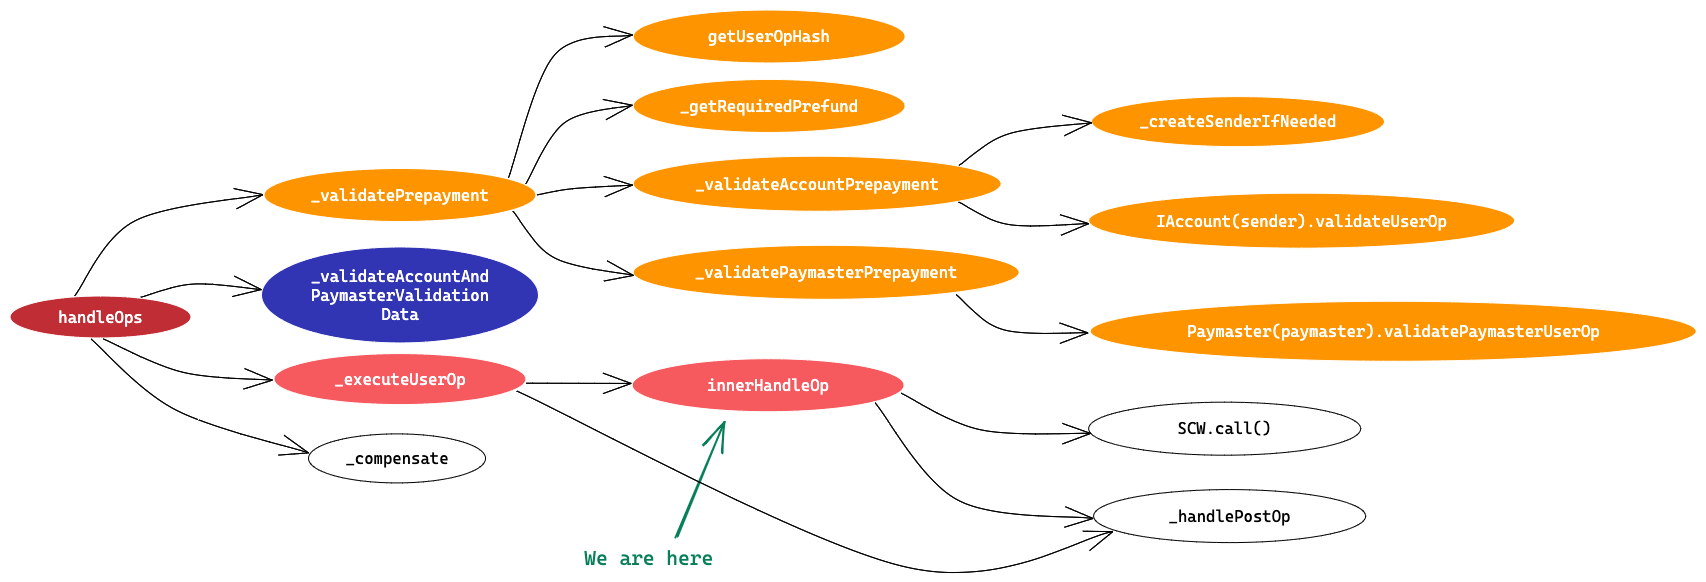 getUserOpHash
_getRequiredPrefund
_createSenderIfNeeded
_validateAccountPrepayment
_validatePrepayment
IAccount(sender).validateUserOp
_validatePaymasterPrepayment
_validateAccountAnd
PaymasterValidation
Data
handleOps
Paymaster(paymaster).validatePaymasterUserOp
_executeUserOp
innerHandleOp
SCW.call()
_compensate
_handlePostOp
We are here